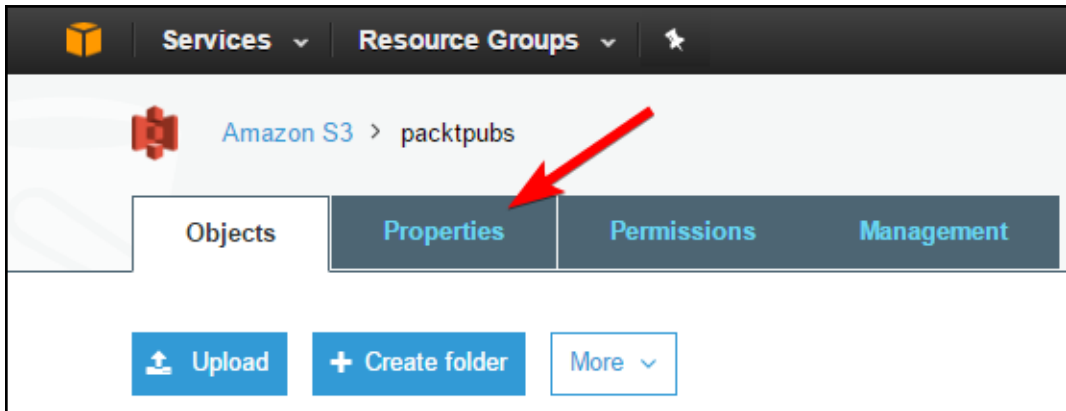 Services Resource Groups
Amazon S3 > packtpubs
Objects Properties Permissions Management
Upload + Create folder More